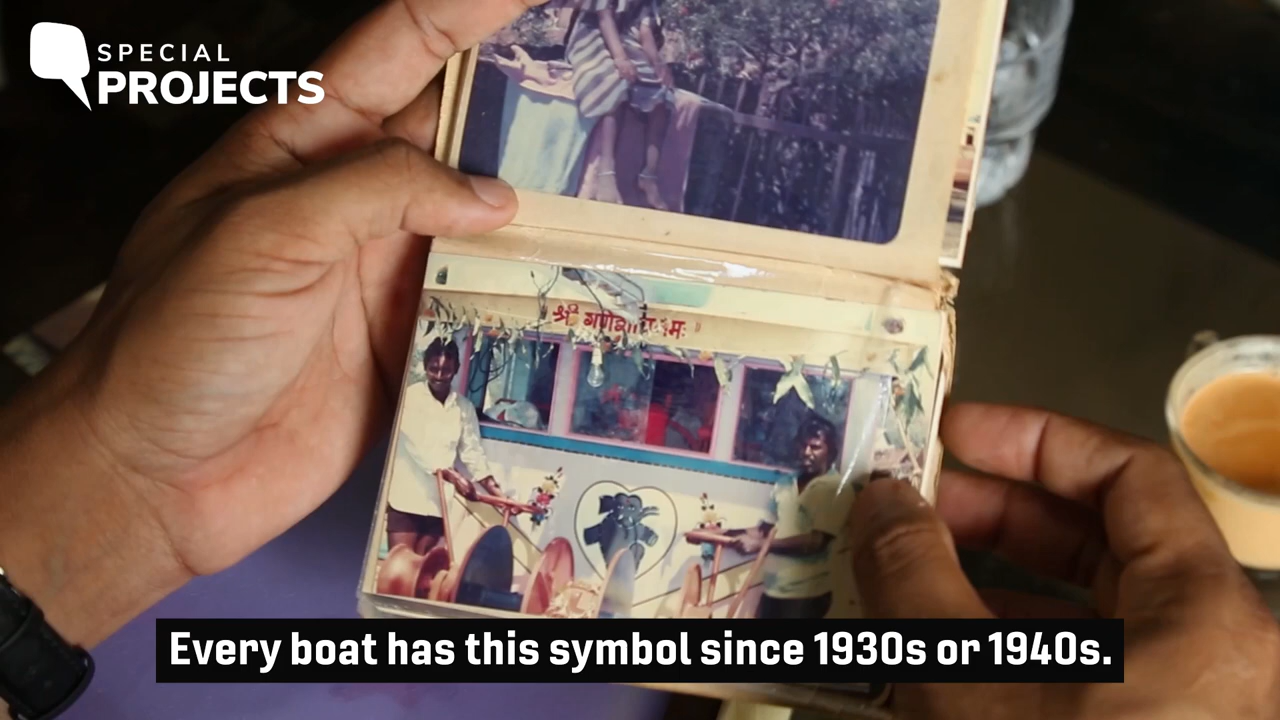 SPECIAL
PROJECTS
श्री
Every boat has this symbol since 1930s or 1940s.